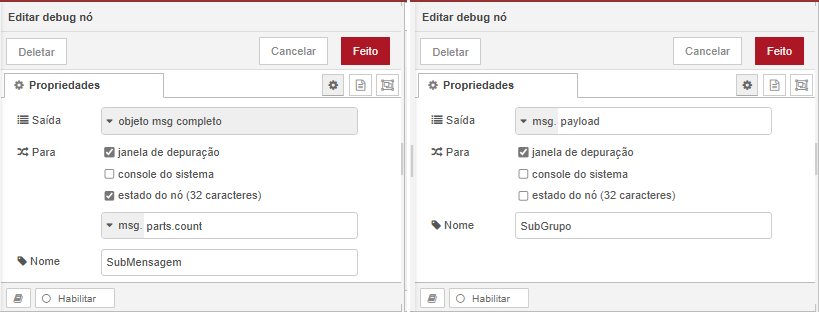 Editar debug nó
Deletar
Cancelar
Feito
Propriedades
Saída
objeto msg completo
Para
janela de depuração
console do sistema
estado do nó (32 caracteres)
msg. parts.count
Nome
SubMensagem
Habilitar
Editar debug nó
Deletar
Cancelar
Feito
Propriedades
Saída
msg. payload
Para
janela de depuração
console do sistema
estado do nó (32 caracteres)
Nome
SubGrupo
Habilitar